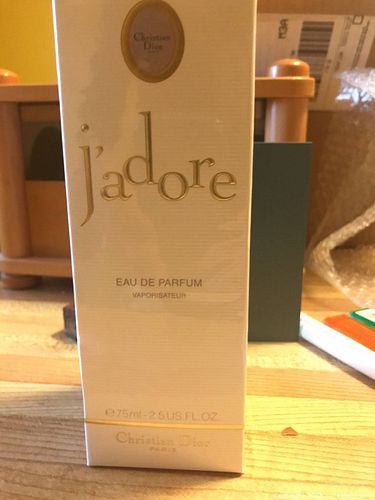 Christian
Dior
j'adore
EAU DE PARFUM
VAPORISATEUR
℮ 75ml - 2.5 US.FL.OZ
Christian Dior
PARIS